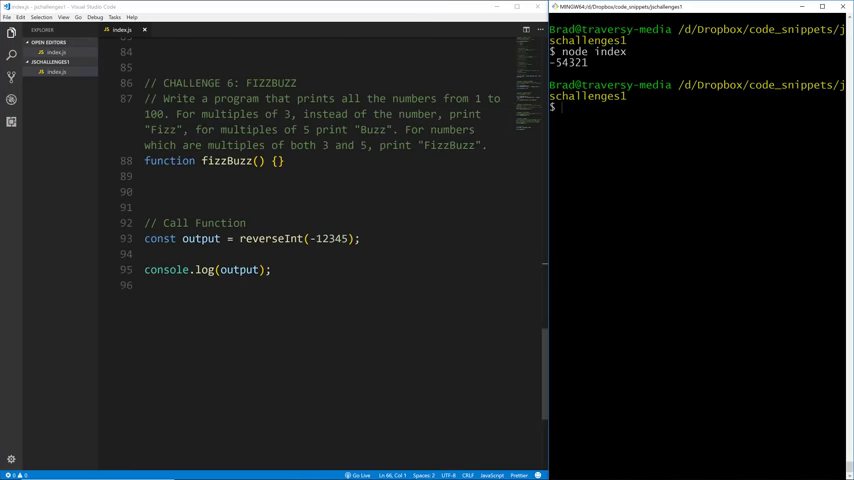 index.js - jschallenges1 - Visual Studio Code
File Edit Selection View Go Debug Tasks Help
EXPLORER
OPEN EDITORS
JS index.js
JSCHALLENGES1
JS index.js
JS index.js
84
85
86 // CHALLENGE 6: FIZZBUZZ
87 // Write a program that prints all the numbers from 1 to
100. For multiples of 3, instead of the number, print
"Fizz", for multiples of 5 print "Buzz". For numbers
which are multiples of both 3 and 5, print "FizzBuzz".
88 function fizzBuzz() {}
89
90
91
92 // Call Function
93 const output = reverseInt(-12345);
94
95 console.log(output);
96
0 0 Go Live Ln 66, Col 1 Spaces: 2 UTF-8 CRLF JavaScript Prettier
MINGW64:/d/Dropbox/code_snippets/jschallenges1
Brad@traversy-media /d/Dropbox/code_snippets/j
schallenges1
$ node index
-54321
Brad@traversy-media /d/Dropbox/code_snippets/j
schallenges1
$